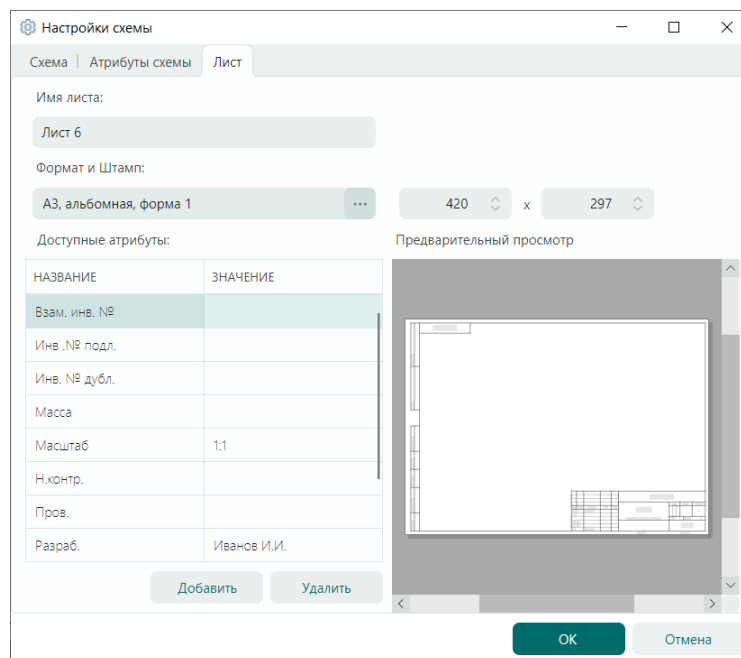 Настройки схемы
Схема | Атрибуты схемы Лист
Имя листа:
Лист 6
Формат и Штамп:
А3, альбомная, форма 1 ... 420 x 297
Доступные атрибуты: Предварительный просмотр
НАЗВАНИЕ ЗНАЧЕНИЕ
Взам. инв. №
Инв .№ подл.
Инв. № дубл.
Масса
Масштаб 1:1
Н.контр.
Пров.
Разраб. Иванов И.И.
Добавить Удалить
ОК Отмена